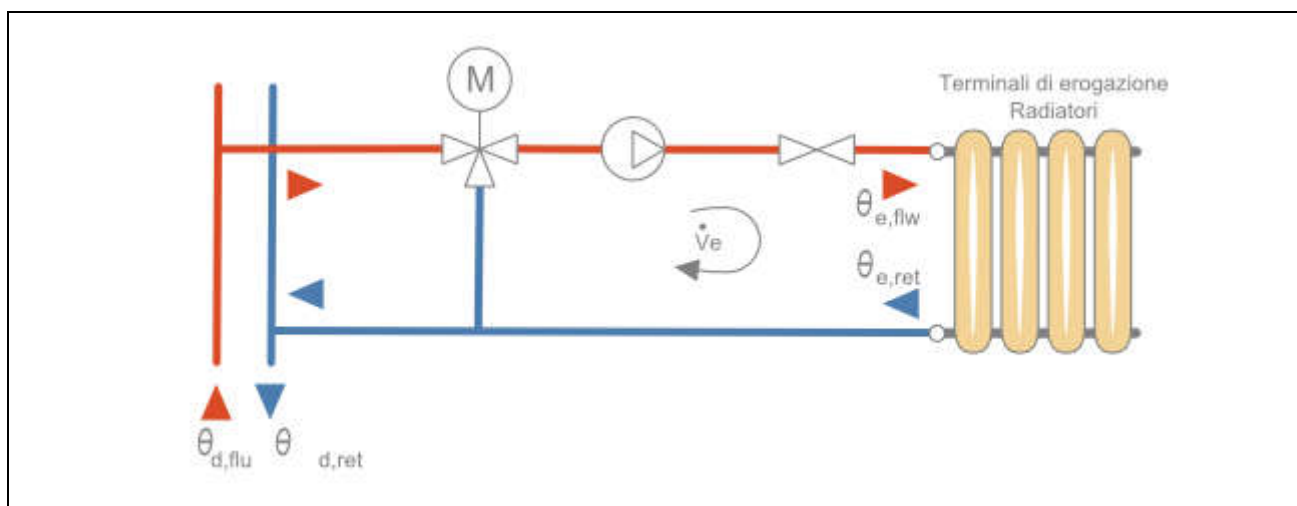 Terminali di erogazione
Radiatori
M
θe,flw
V̇e
θe,ret
θd,flu θ d,ret